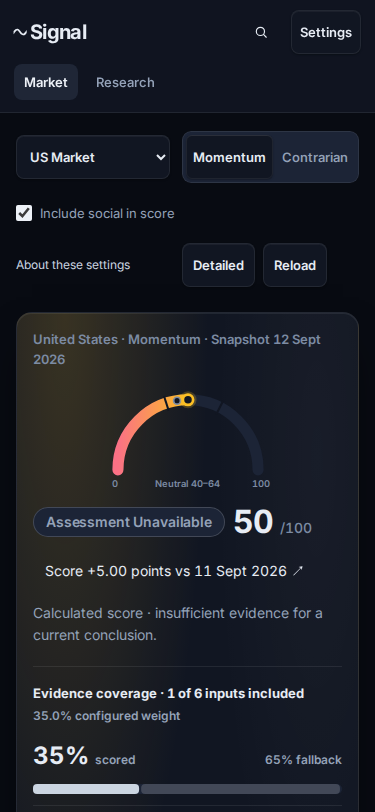 Signal
Settings
Market
Research
US Market
Momentum
Contrarian
Include social in score
About these settings
Detailed
Reload
United States · Momentum · Snapshot 12 Sept
2026
0
Neutral 40–64
100
Assessment Unavailable
50 /100
Score +5.00 points vs 11 Sept 2026 ↗
Calculated score · insufficient evidence for a
current conclusion.
Evidence coverage · 1 of 6 inputs included
35.0% configured weight
35% scored
65% fallback